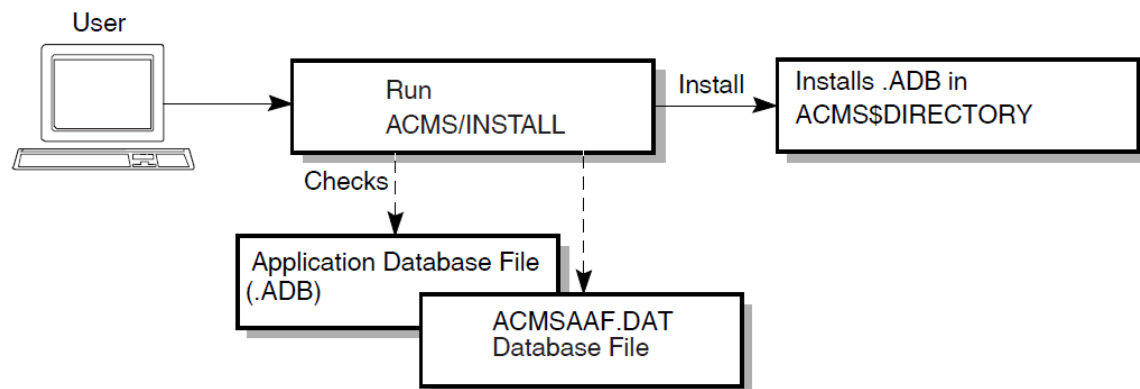 User
Run
ACMS/INSTALL
Install
Installs .ADB in
ACMS$DIRECTORY
Checks
Application Database File
(.ADB)
ACMSAAF.DAT
Database File